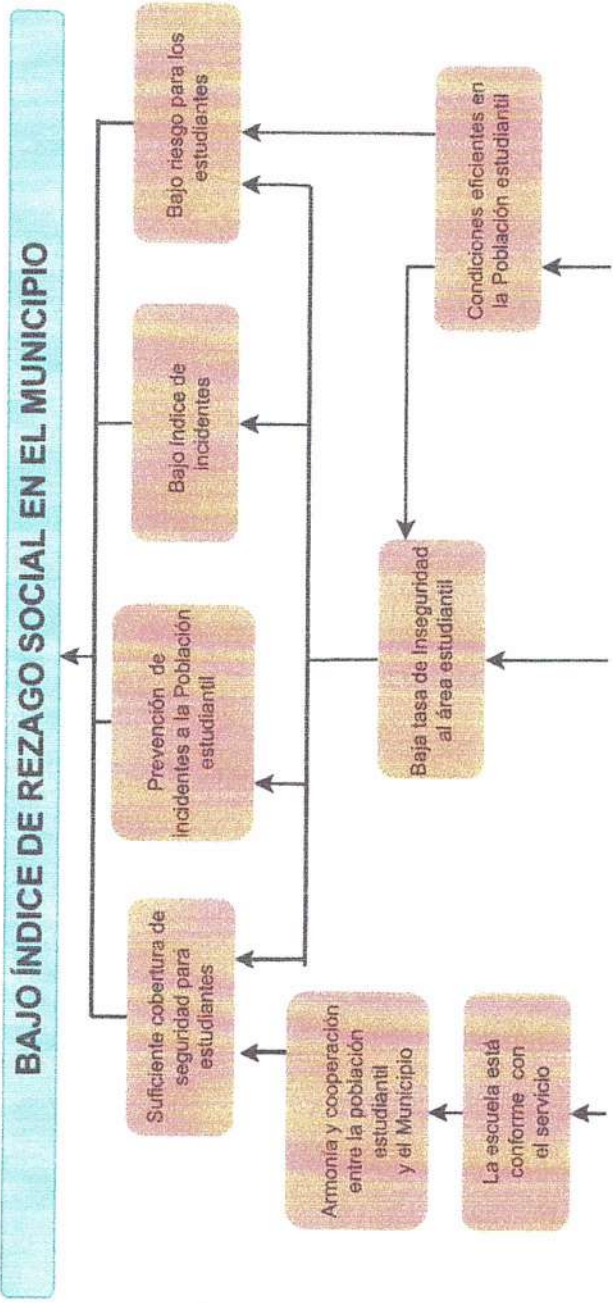 BAJO ÍNDICE DE REZAGO SOCIAL EN EL MUNICIPIO
Suficiente cobertura de
seguridad para
estudiantes
Prevención de
incidentes a la Población
estudiantil
Bajo índice de
incidentes
Bajo riesgo para los
estudiantes
Armonía y cooperación
entre la población
estudiantil
y el Municipio
Baja tasa de Inseguridad
al área estudiantil
Condiciones eficientes en
la Población estudiantil
La escuela está
conforme con
el servicio